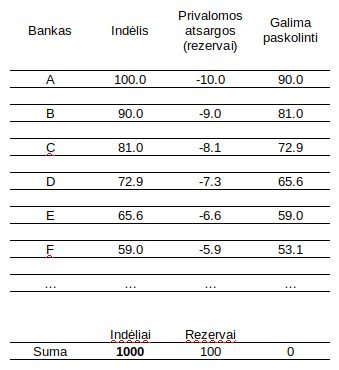 Bankas Indėlis Privalomos atsargos (rezervai) Galima paskolinti
A 100.0 -10.0 90.0
B 90.0 -9.0 81.0
C 81.0 -8.1 72.9
D 72.9 -7.3 65.6
E 65.6 -6.6 59.0
F 59.0 -5.9 53.1
... ... ... ...
Indėliai Rezervai
Suma 1000 100 0